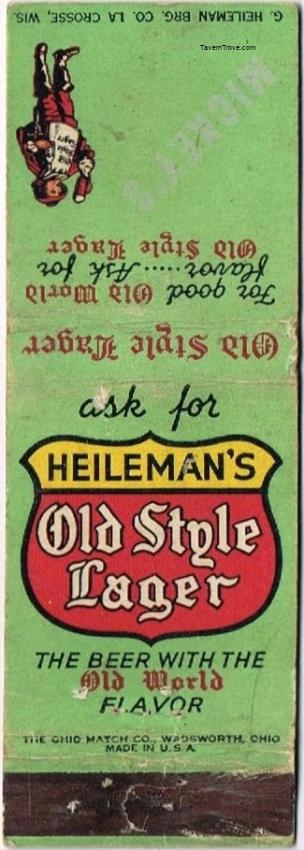 G. HEILEMAN BRG. CO. LA CROSSE, WIS.
TavernTrove.com
For good Old World
flavor.....Ask for
Old Style Lager
Old Style Lager
ask for
HEILEMAN'S
Old Style
Lager
THE BEER WITH THE
Old World
FLAVOR
THE OHIO MATCH CO., WADSWORTH, OHIO
MADE IN U.S.A.